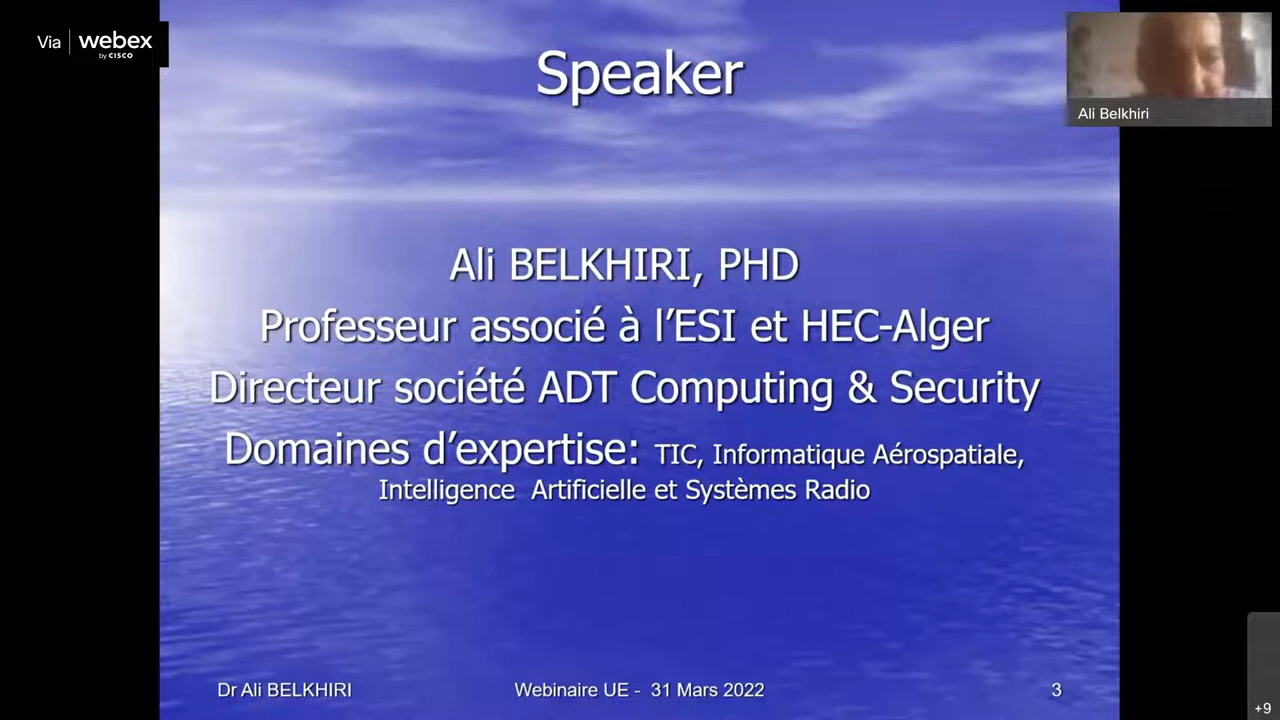 Via webex
by CISCO
Speaker
Ali Belkhiri
Ali BELKHIRI, PHD
Professeur associé à l’ESI et HEC-Alger
Directeur société ADT Computing & Security
Domaines d’expertise: TIC, Informatique Aérospatiale,
Intelligence Artificielle et Systèmes Radio
Dr Ali BELKHIRI
Webinaire UE - 31 Mars 2022
3
+9